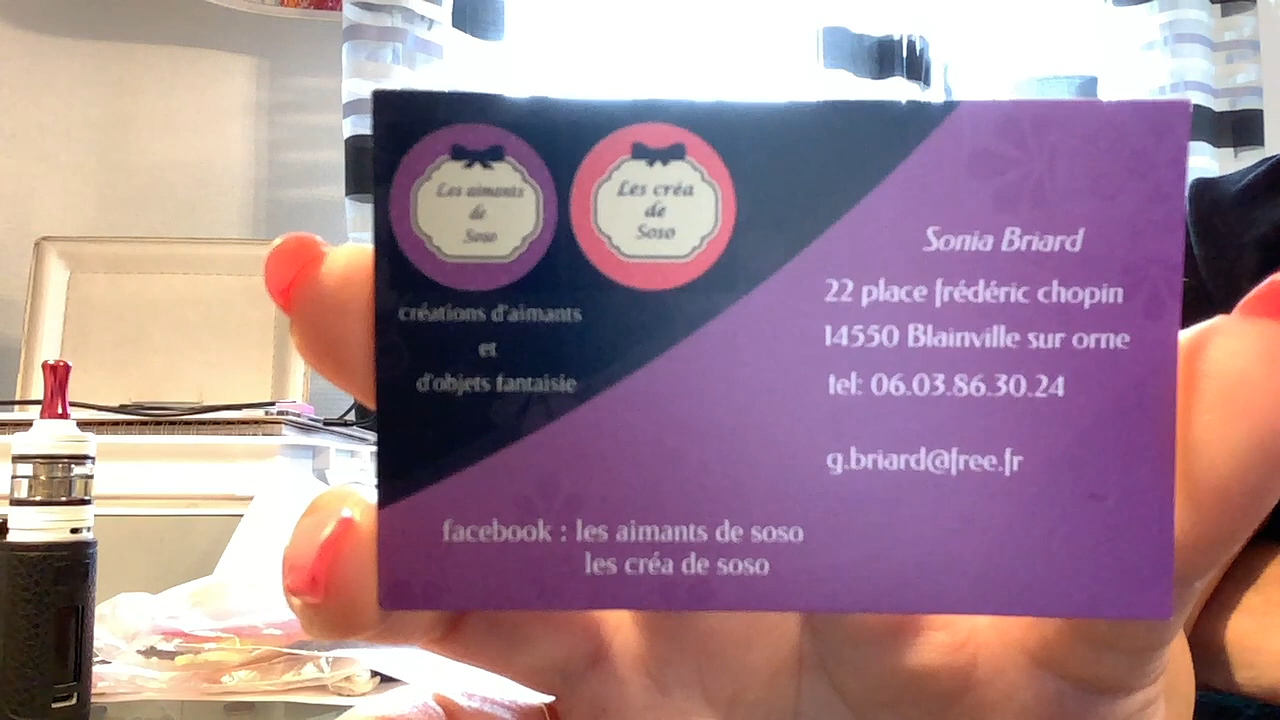 Les aimants
de
Soso
Les créa
de
Soso
créations d'aimants
et
d'objets fantaisie
Sonia Briard
22 place frédéric chopin
14550 Blainville sur orne
tel: 06.03.86.30.24
g.briard@free.fr
facebook : les aimants de soso
les créa de soso